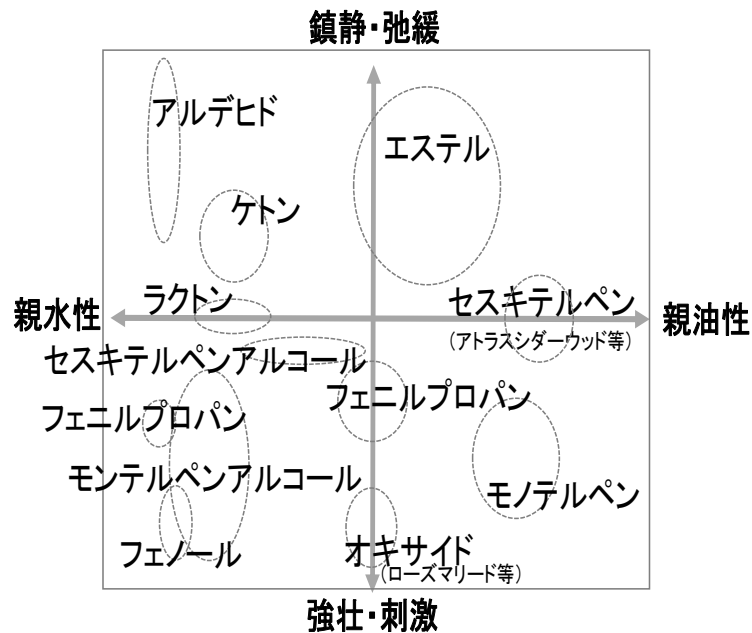 鎮静・弛緩
アルデヒド
エステル
ケトン
ラクトン
セスキテルペン
親水性
親油性
(アトラスシダーウッド等)
セスキテルペンアルコール
フェニルプロパン
フェニルプロパン
モンテルペンアルコール
モノテルペン
フェノール
オキサイド
(ローズマリード等)
強壮・刺激